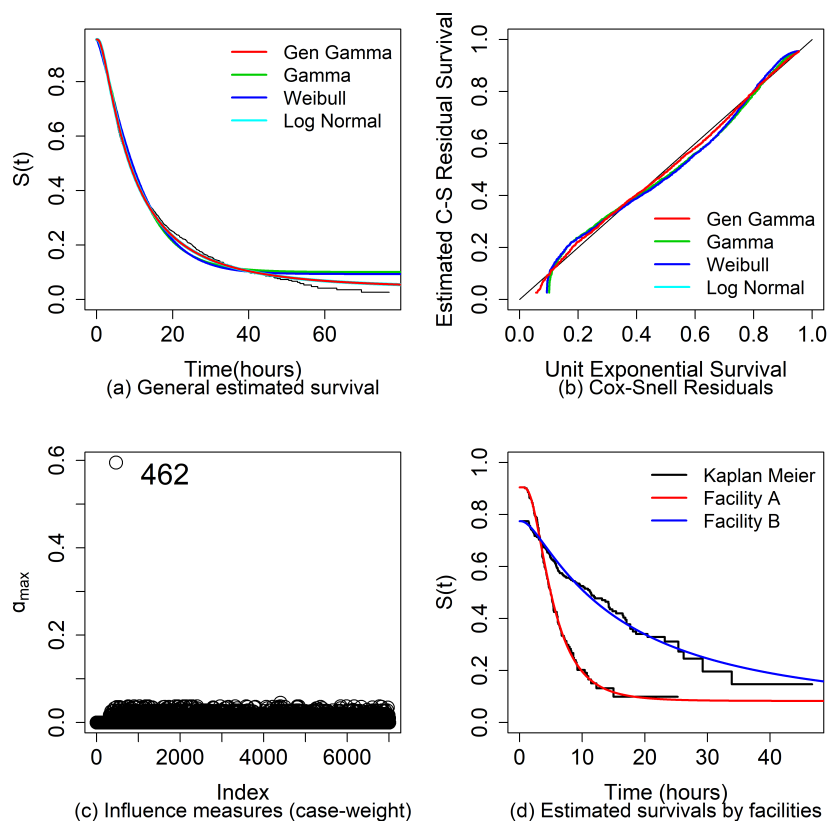 S(t)
0.8
0.6
0.4
0.2
0.0
Gen Gamma
Gamma
Weibull
Log Normal
0
20
40
60
Time(hours)
(a) General estimated survival
Estimated C-S Residual Survival
1.0
0.8
0.6
0.4
0.2
0.0
Gen Gamma
Gamma
Weibull
Log Normal
0.0
0.2
0.4
0.6
0.8
1.0
Unit Exponential Survival
(b) Cox-Snell Residuals
αmax
0.6
0.4
0.2
0.0
462
0
2000
4000
6000
Index
(c) Influence measures (case-weight)
S(t)
1.0
0.8
0.6
0.4
0.2
0.0
Kaplan Meier
Facility A
Facility B
0
10
20
30
40
Time (hours)
(d) Estimated survivals by facilities